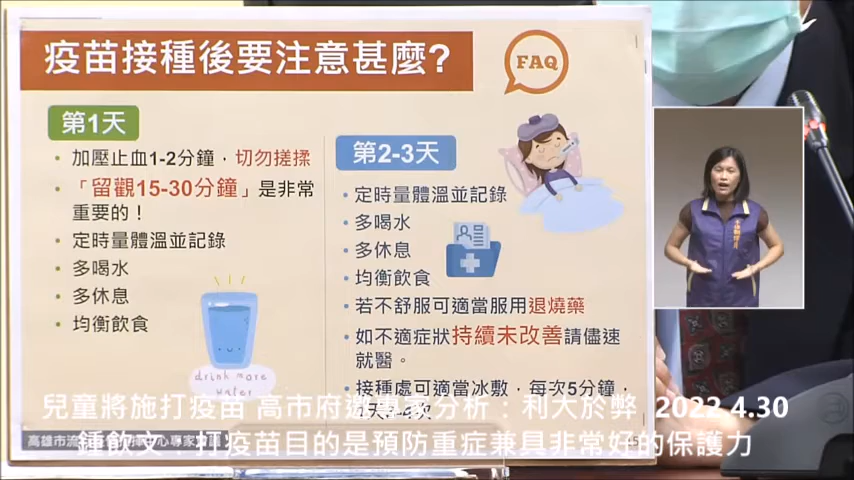 疫苗接種後要注意甚麼?
FAQ
第1天
• 加壓止血1-2分鐘，切勿搓揉
• 「留觀15-30分鐘」是非常
重要的！
• 定時量體溫並記錄
• 多喝水
• 多休息
• 均衡飲食
drink more
water
第2-3天
• 定時量體溫並記錄
• 多喝水
• 多休息
• 均衡飲食
• 若不舒服可適當服用退燒藥
• 如不適症狀持續未改善請儘速
就醫。
• 接種處可適當冰敷，每次5分鐘，
兒童將施打疫苗 高市府邀專家分析：利大於弊 2022.4.30
鍾飲文：打疫苗目的是預防重症兼具非常好的保護力